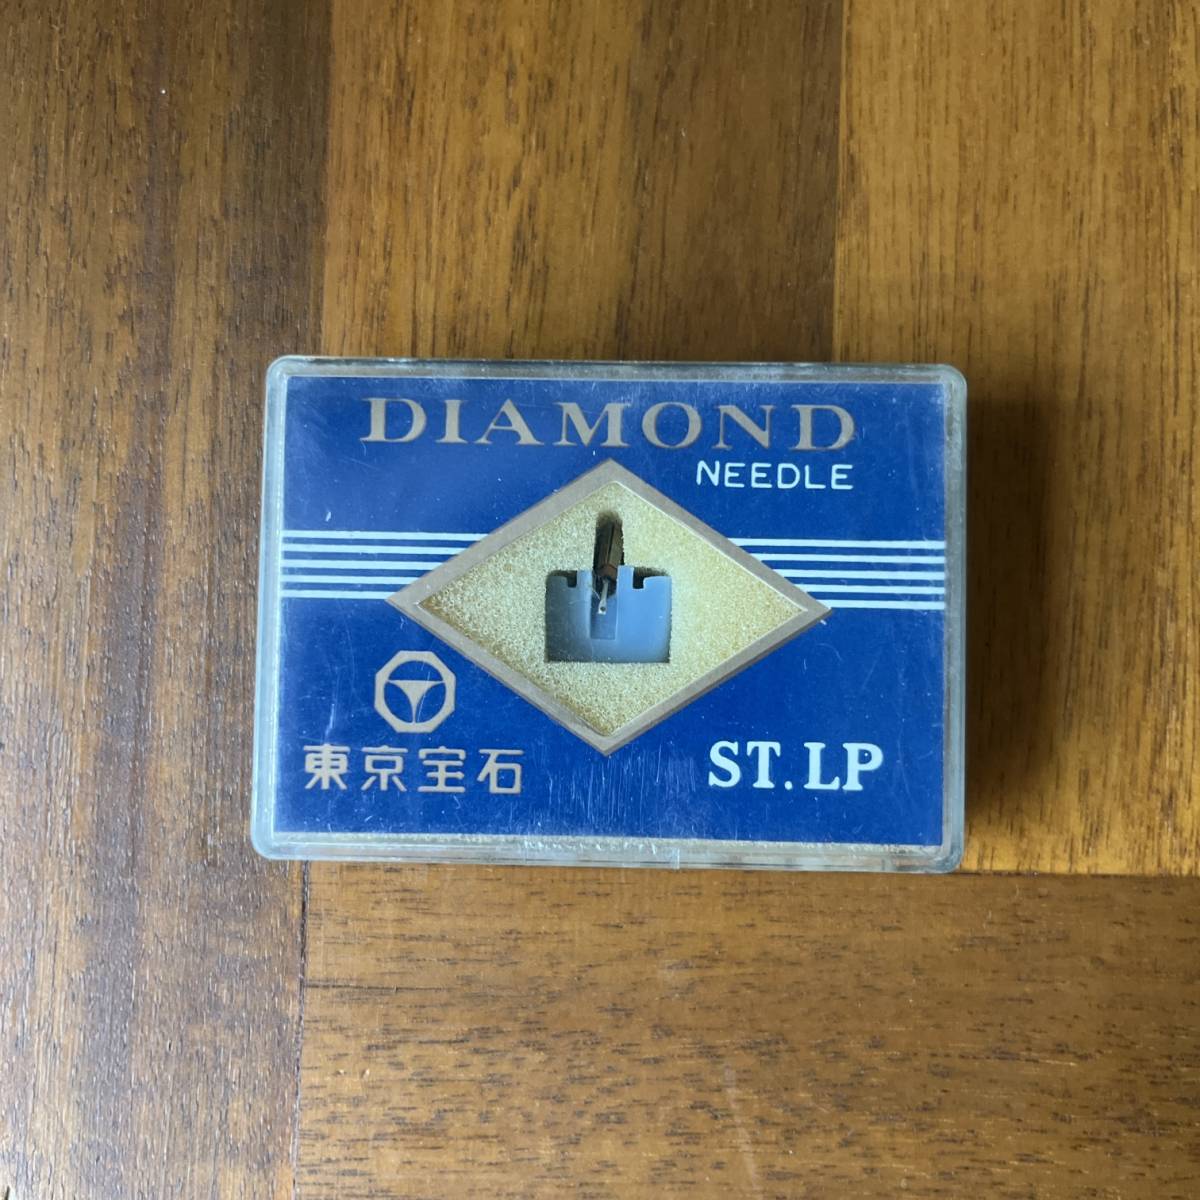 DIAMOND
NEEDLE
東京宝石
ST.LP